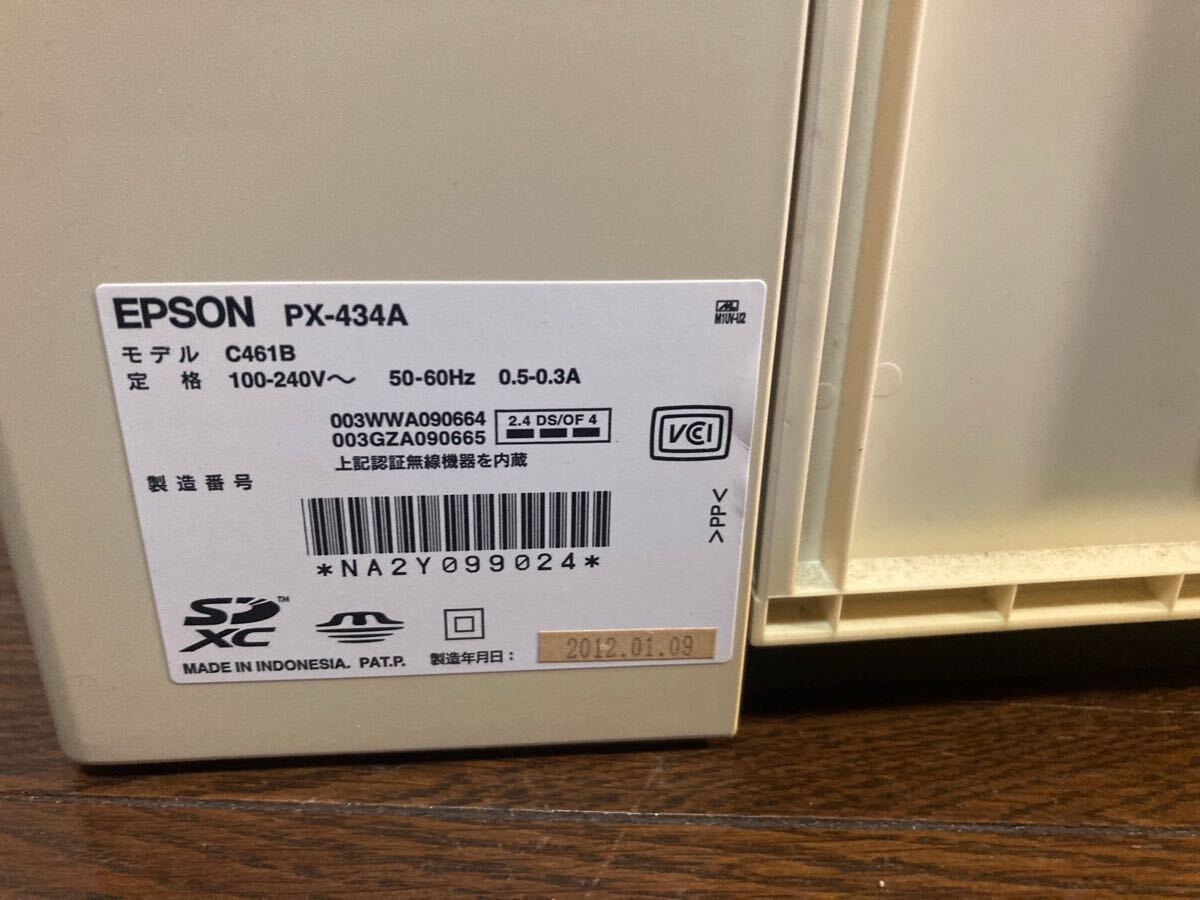 EPSON PX-434A
M1UV-U2
モデル C461B
定格 100-240V～ 50-60Hz 0.5-0.3A
003WWA090664
003GZA090665
2.4 DS/OF 4
上記認証無線機器を内蔵
VCI
製造番号
*NA2Y099024*
>PP<
SD XC ™
MADE IN INDONESIA. PAT.P.
製造年月日： 2012.01.09